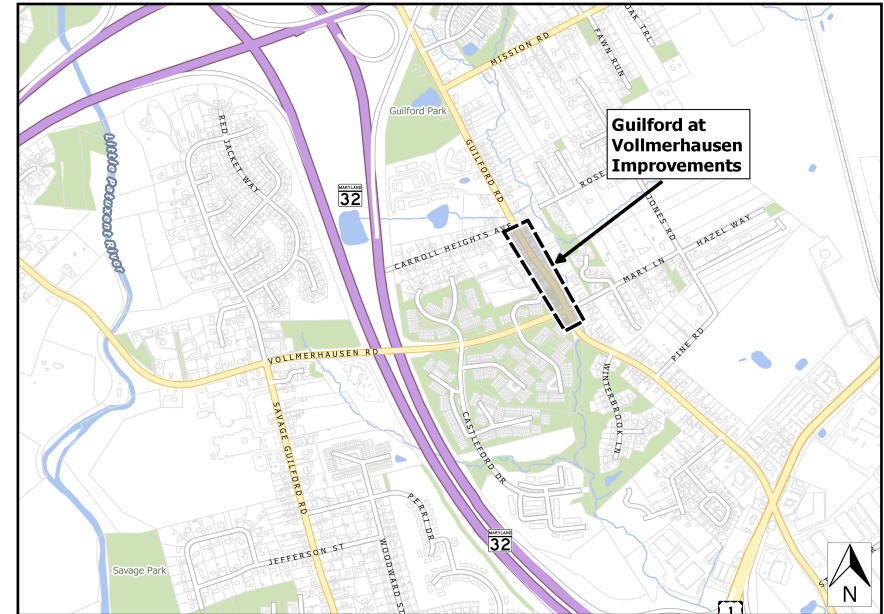 OAK TRL
FAWN RUN
MISSION RD
Guilford Park
Guilford at
Vollmerhausen
Improvements
GUILFORD RD
RED JACKET WAY
Little Patuxent River
MARYLAND
32
ROSE
JONES RD
HAZEL WAY
CARROLL HEIGHTS AVE
MARY LN
VOLLMERHAUSEN RD
PINE RD
WINTERBROOK LN
SAVAGE GUILFORD RD
CASTLEFORD DR
PERRI DR
MARYLAND
32
JEFFERSON ST
WOODWARD ST
Savage Park
1
N